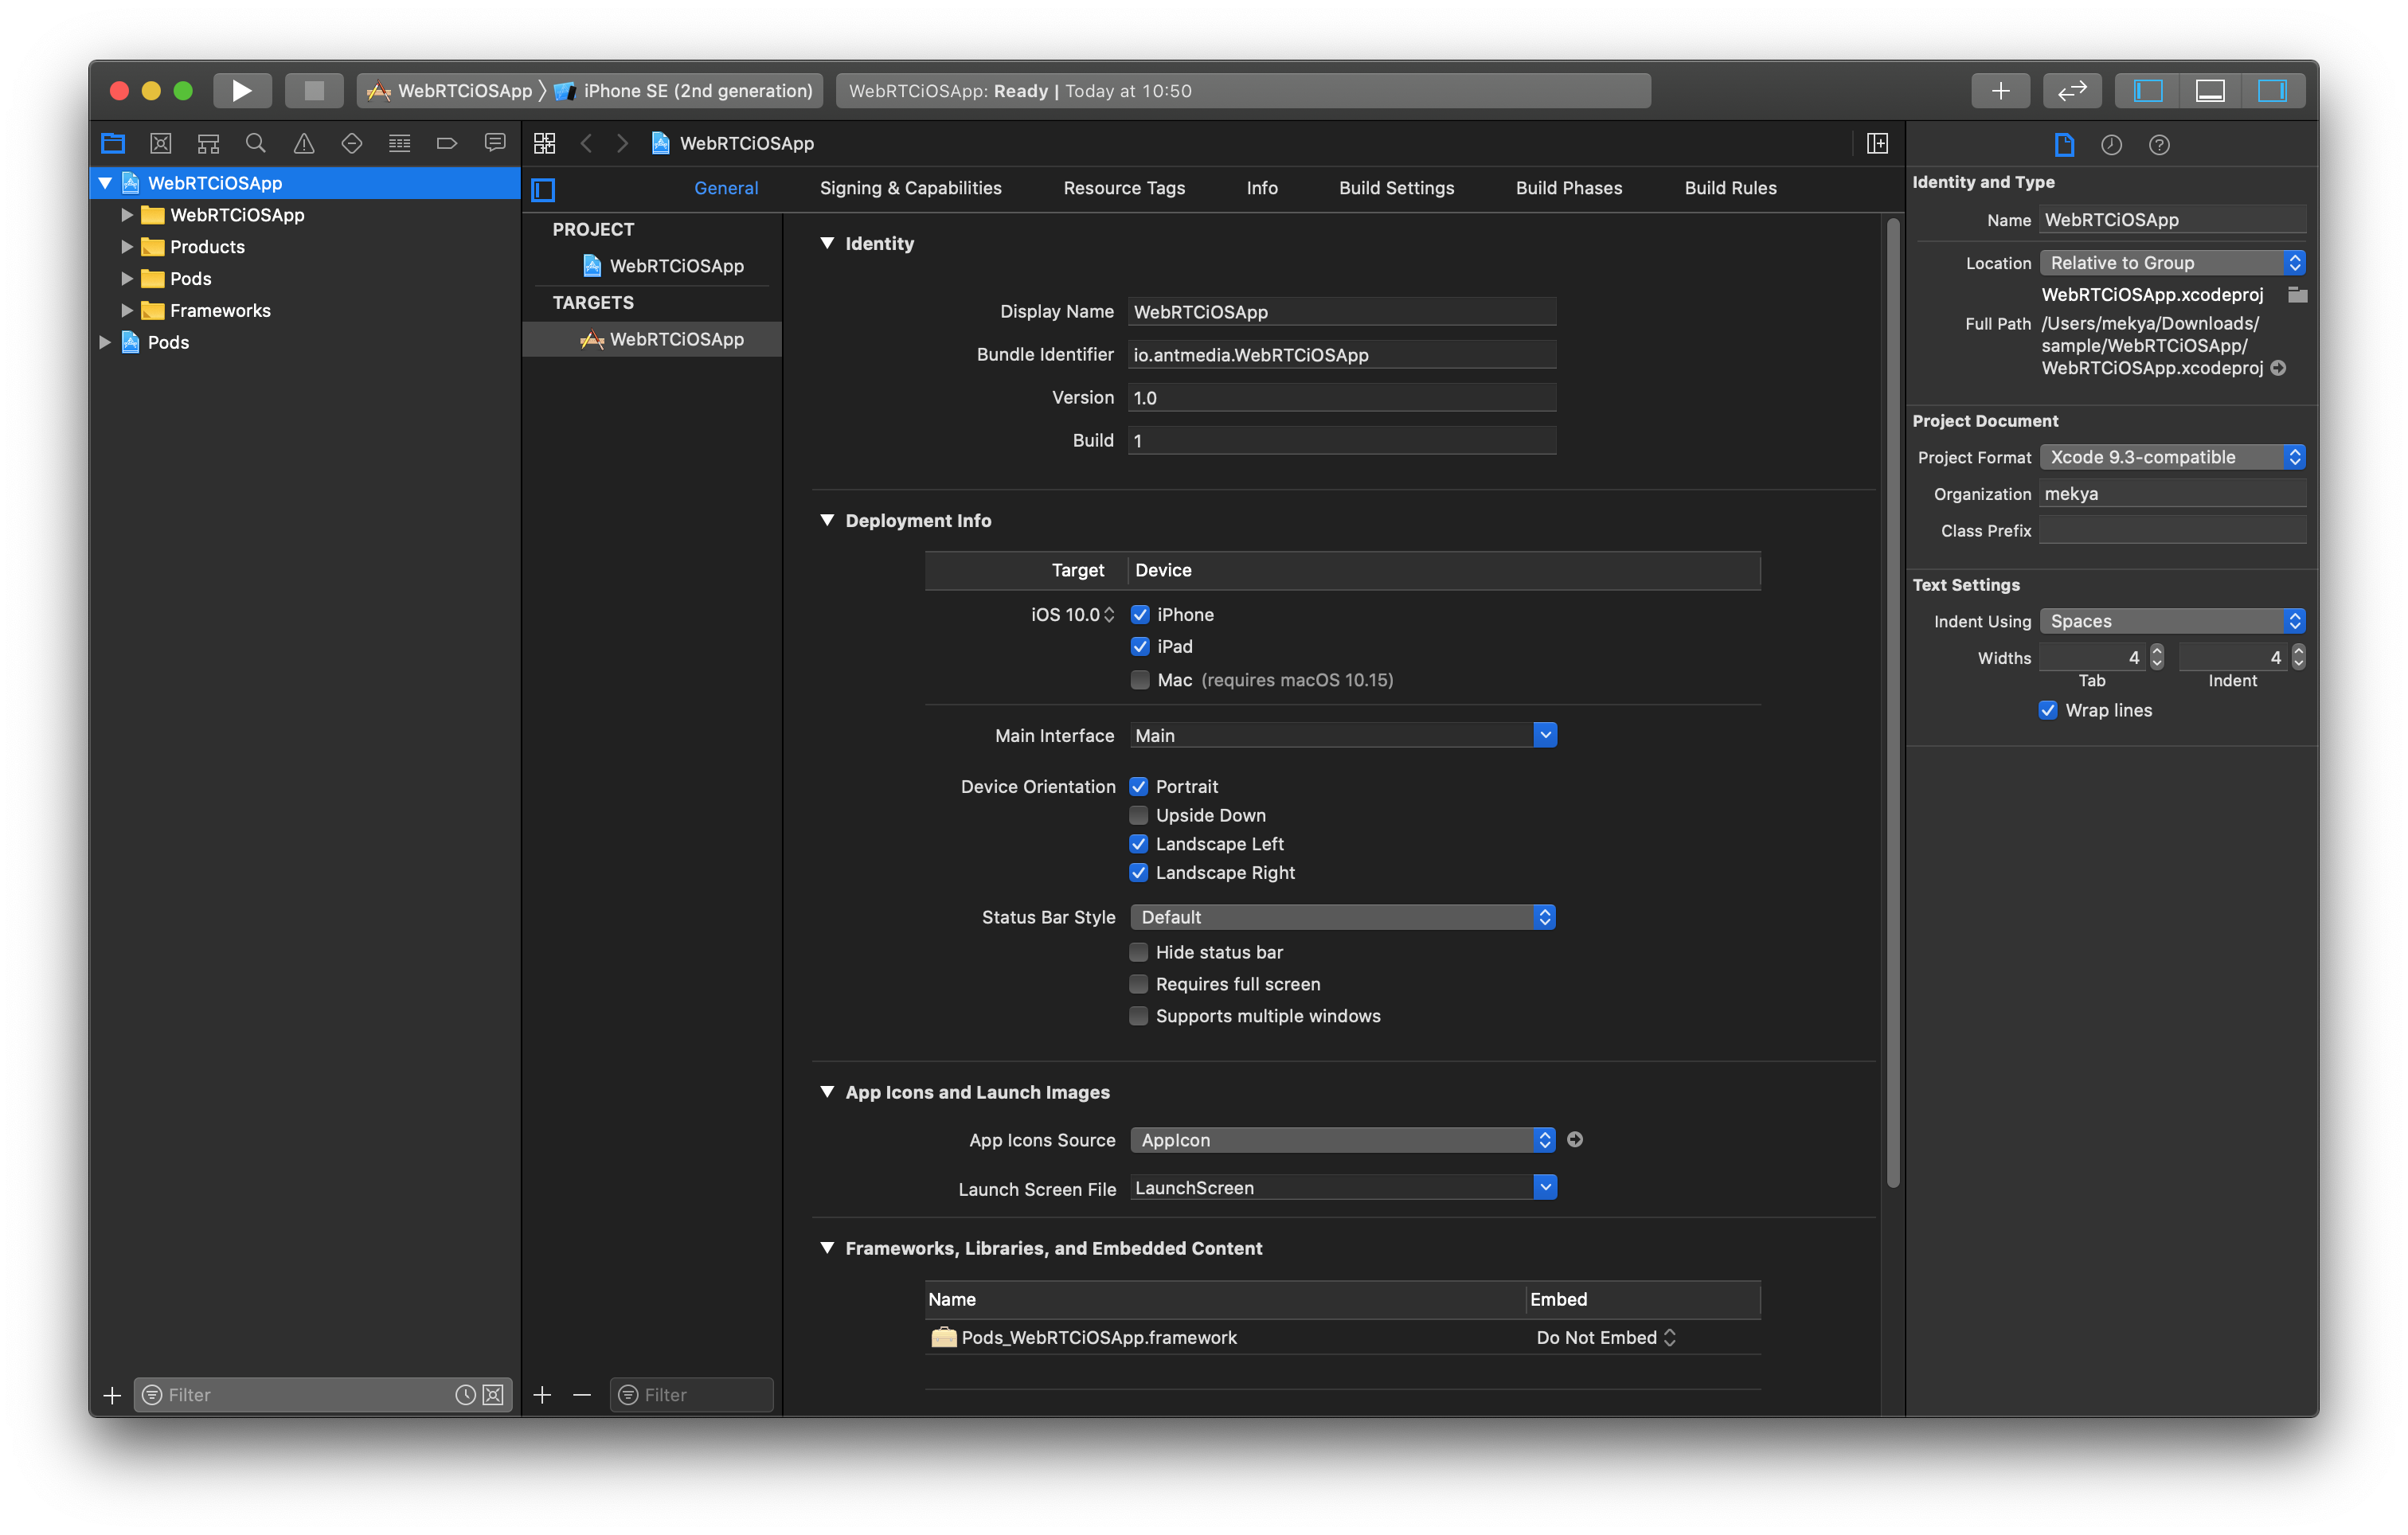 WebRTCiOSApp iPhone SE (2nd generation)
WebRTCiOSApp: Ready | Today at 10:50
WebRTCiOSApp
WebRTCiOSApp
Products
Pods
Frameworks
Pods
Filter
WebRTCiOSApp
General Signing & Capabilities Resource Tags Info Build Settings Build Phases Build Rules
PROJECT
WebRTCiOSApp
TARGETS
WebRTCiOSApp
Filter
Identity
Display Name WebRTCiOSApp
Bundle Identifier io.antmedia.WebRTCiOSApp
Version 1.0
Build 1
Deployment Info
Target Device
iOS 10.0 iPhone
iPad
Mac (requires macOS 10.15)
Main Interface Main
Device Orientation Portrait
Upside Down
Landscape Left
Landscape Right
Status Bar Style Default
Hide status bar
Requires full screen
Supports multiple windows
App Icons and Launch Images
App Icons Source AppIcon
Launch Screen File LaunchScreen
Frameworks, Libraries, and Embedded Content
Name Embed
Pods_WebRTCiOSApp.framework Do Not Embed
Identity and Type
Name WebRTCiOSApp
Location Relative to Group
WebRTCiOSApp.xcodeproj
Full Path /Users/mekya/Downloads/
sample/WebRTCiOSApp/
WebRTCiOSApp.xcodeproj
Project Document
Project Format Xcode 9.3-compatible
Organization mekya
Class Prefix
Text Settings
Indent Using Spaces
Widths 4 4
Tab Indent
Wrap lines